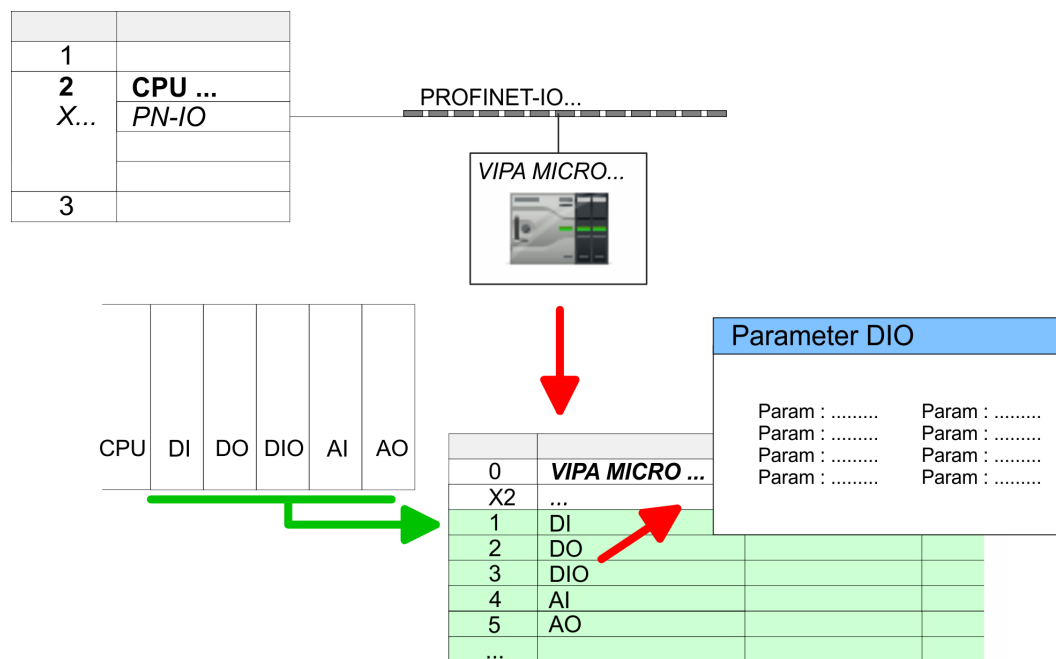 1
2 CPU ...
X... PN-IO
3
PROFINET-IO...
VIPA MICRO...
CPU DI DO DIO AI AO
Parameter DIO
Param : ......... Param : .........
Param : ......... Param : .........
Param : ......... Param : .........
Param : ......... Param : .........
0 VIPA MICRO ...
X2 ...
1 DI
2 DO
3 DIO
4 AI
5 AO
...